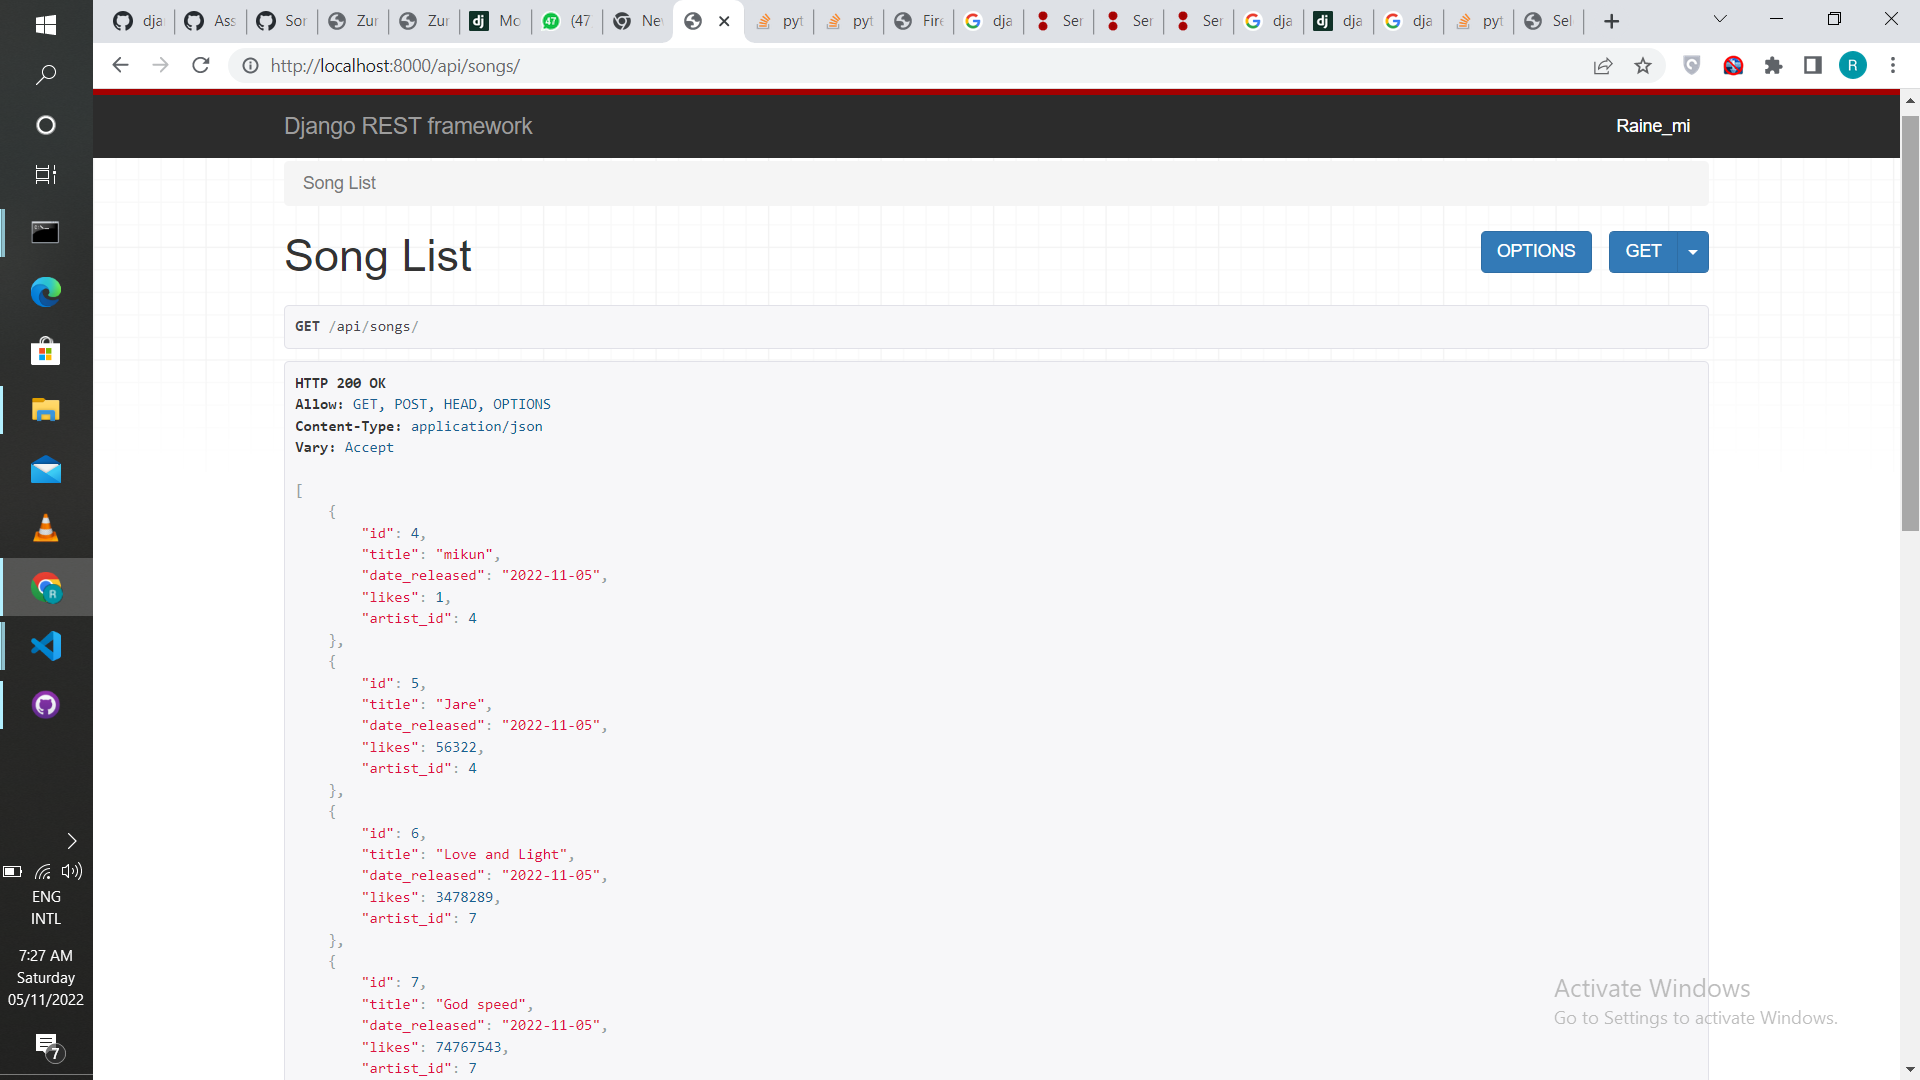 dja
Ass
Sor
Zur
Zur
Mo
(47
Nev
pyt
pyt
Fire
dja
Ser
Ser
Ser
dja
dja
dja
pyt
Sel
http://localhost:8000/api/songs/
R
Django REST framework
Raine_mi
Song List
Song List
OPTIONS
GET
GET /api/songs/
HTTP 200 OK
Allow: GET, POST, HEAD, OPTIONS
Content-Type: application/json
Vary: Accept
[
{
"id": 4,
"title": "mikun",
"date_released": "2022-11-05",
"likes": 1,
"artist_id": 4
},
{
"id": 5,
"title": "Jare",
"date_released": "2022-11-05",
"likes": 56322,
"artist_id": 4
},
{
"id": 6,
"title": "Love and Light",
"date_released": "2022-11-05",
"likes": 3478289,
"artist_id": 7
},
{
"id": 7,
"title": "God speed",
"date_released": "2022-11-05",
"likes": 74767543,
"artist_id": 7
Activate Windows
Go to Settings to activate Windows.
ENG
INTL
7:27 AM
Saturday
05/11/2022
7